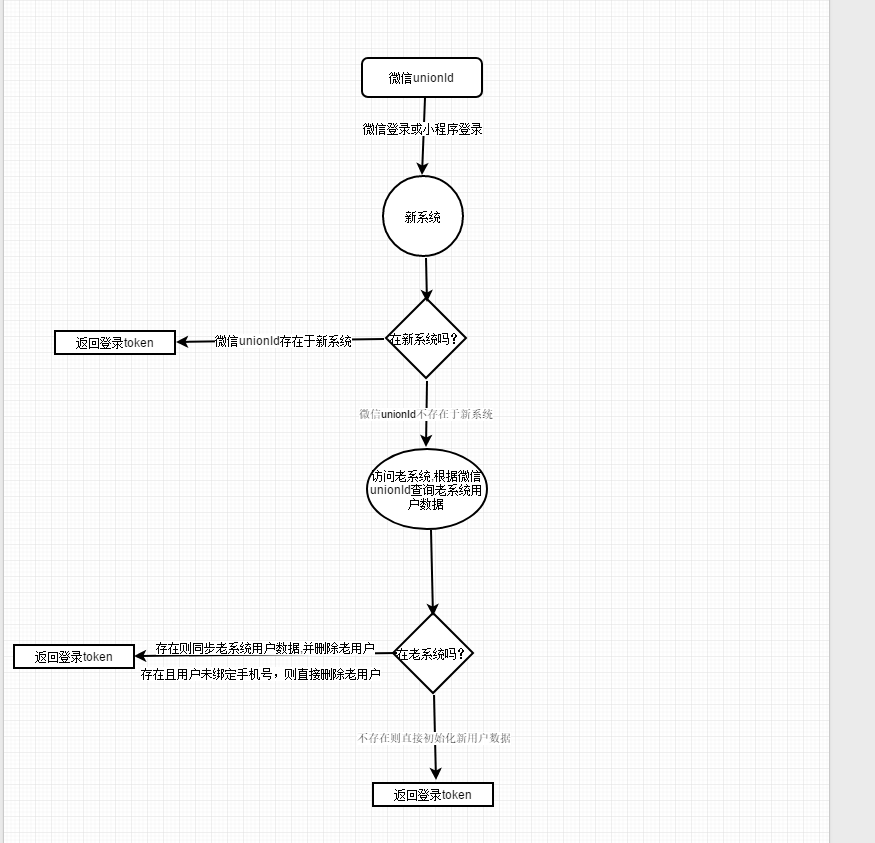 微信unionId
微信登录或小程序登录
新系统
在新系统吗?
返回登录token
微信unionId存在于新系统
微信unionId不存在于新系统
访问老系统,根据微信
unionId查询老系统用
户数据
在老系统吗?
存在则同步老系统用户数据,并删除老用户
返回登录token
存在且用户未绑定手机号，则直接删除老用户
不存在则直接初始化新用户数据
返回登录token